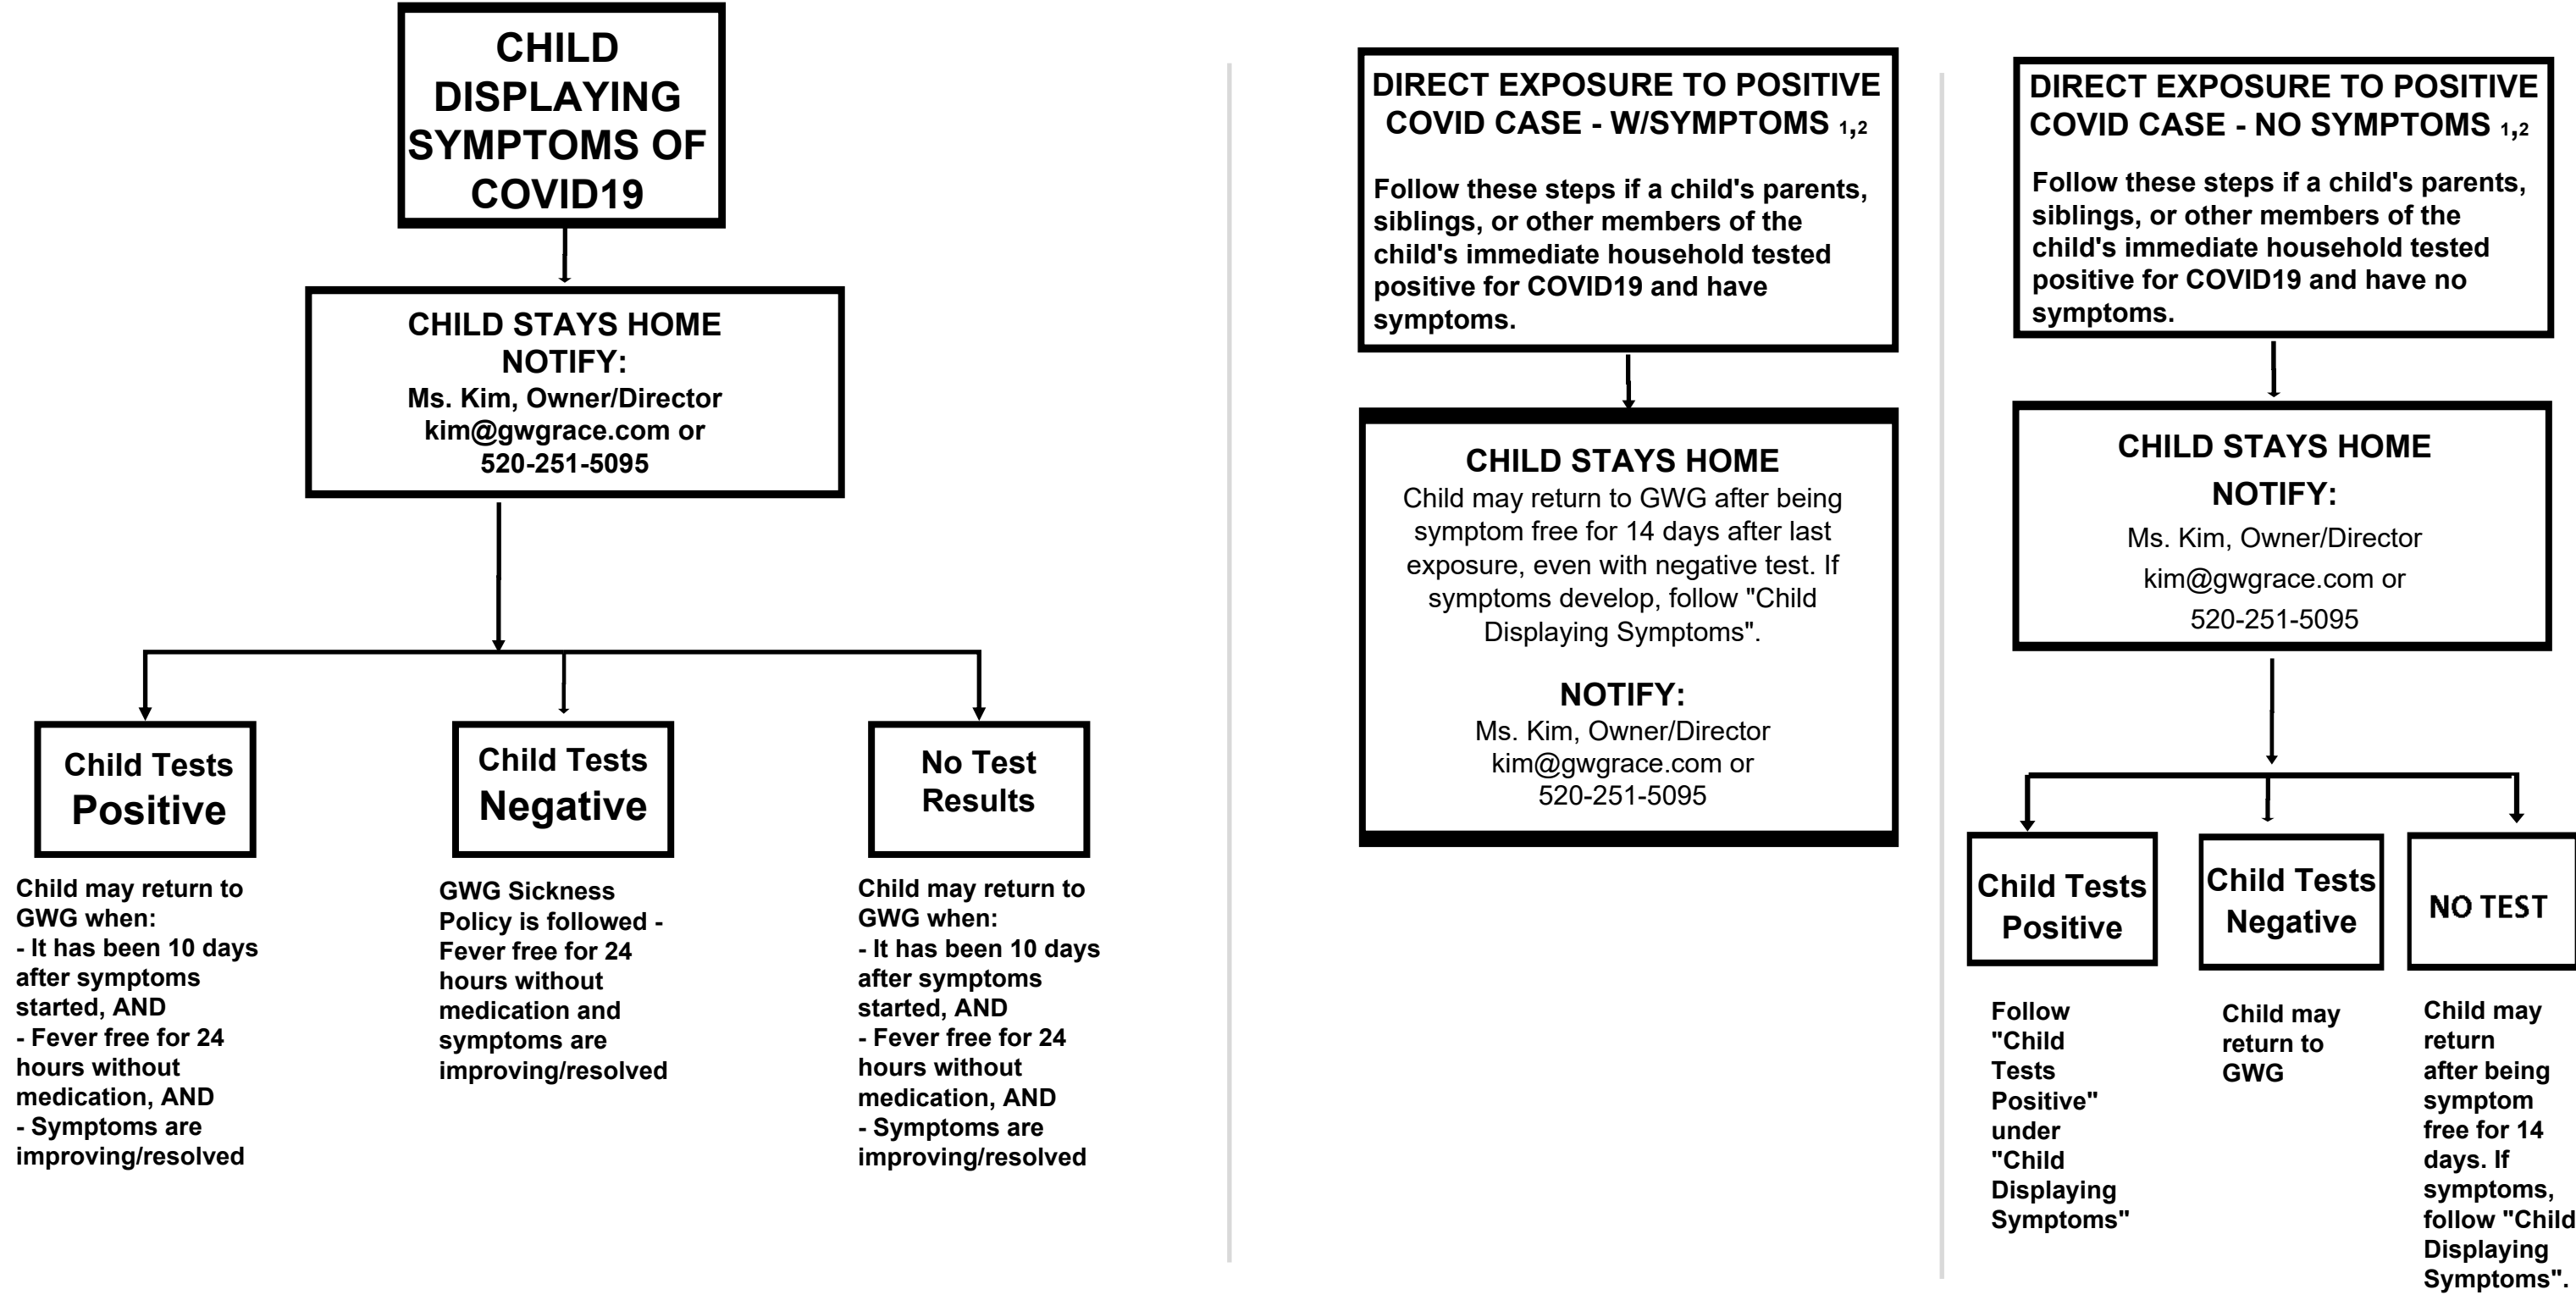 CHILD
DISPLAYING
SYMPTOMS OF
COVID19
CHILD STAYS HOME
NOTIFY:
Ms. Kim, Owner/Director
kim@gwgrace.com or
520-251-5095
Child Tests
Positive
Child may return to
GWG when:
- It has been 10 days
after symptoms
started, AND
- Fever free for 24
hours without
medication, AND
- Symptoms are
improving/resolved
Child Tests
Negative
GWG Sickness
Policy is followed -
Fever free for 24
hours without
medication and
symptoms are
improving/resolved
No Test
Results
Child may return to
GWG when:
- It has been 10 days
after symptoms
started, AND
- Fever free for 24
hours without
medication, AND
- Symptoms are
improving/resolved
DIRECT EXPOSURE TO POSITIVE
COVID CASE - W/SYMPTOMS 1,2
Follow these steps if a child's parents,
siblings, or other members of the
child's immediate household tested
positive for COVID19 and have
symptoms.
CHILD STAYS HOME
Child may return to GWG after being
symptom free for 14 days after last
exposure, even with negative test. If
symptoms develop, follow "Child
Displaying Symptoms".
NOTIFY:
Ms. Kim, Owner/Director
kim@gwgrace.com or
520-251-5095
DIRECT EXPOSURE TO POSITIVE
COVID CASE - NO SYMPTOMS 1,2
Follow these steps if a child's parents,
siblings, or other members of the
child's immediate household tested
positive for COVID19 and have no
symptoms.
CHILD STAYS HOME
NOTIFY:
Ms. Kim, Owner/Director
kim@gwgrace.com or
520-251-5095
Child Tests
Positive
Follow
"Child
Tests
Positive"
under
"Child
Displaying
Symptoms"
Child Tests
Negative
Child may
return to
GWG
NO TEST
Child may
return
after being
symptom
free for 14
days. If
symptoms,
follow "Child
Displaying
Symptoms".